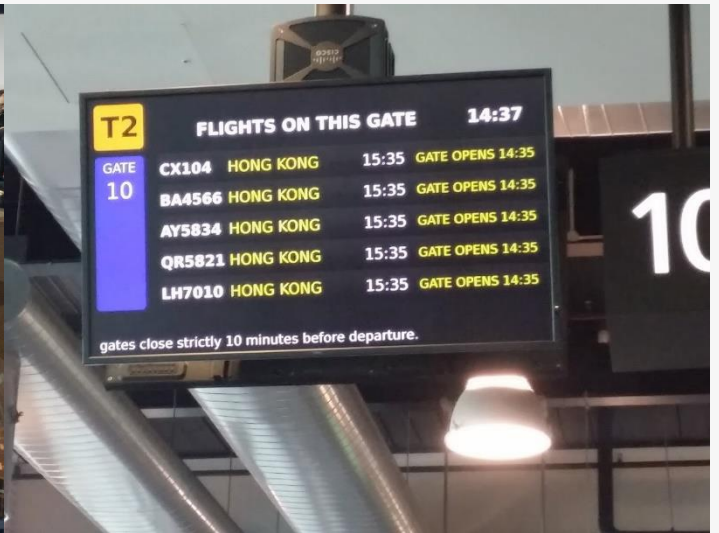 CISCO
T2 FLIGHTS ON THIS GATE 14:37
GATE
10
CX104 HONG KONG 15:35 GATE OPENS 14:35
BA4566 HONG KONG 15:35 GATE OPENS 14:35
AY5834 HONG KONG 15:35 GATE OPENS 14:35
QR5821 HONG KONG 15:35 GATE OPENS 14:35
LH7010 HONG KONG 15:35 GATE OPENS 14:35
gates close strictly 10 minutes before departure.
10